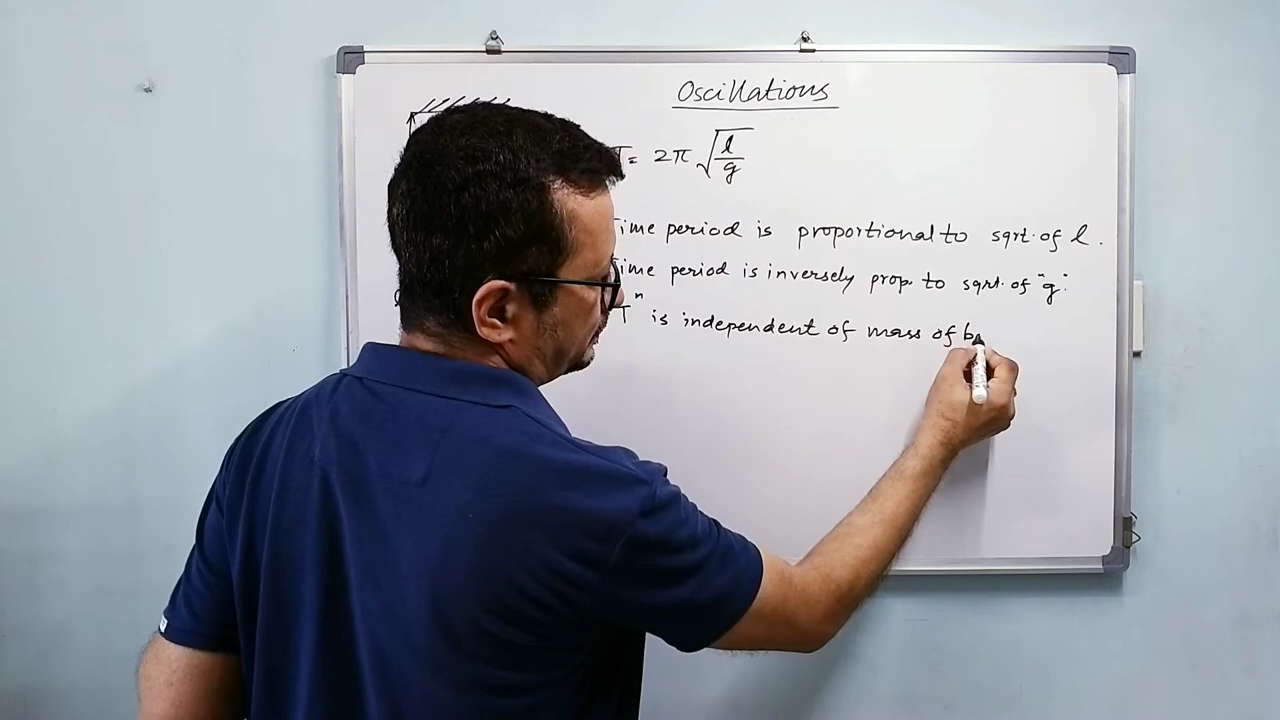 Oscillations
T = 2π √l/g
Time period is proportional to sqrt. of l.
Time period is inversely prop. to sqrt. of "g".
T" is independent of mass of